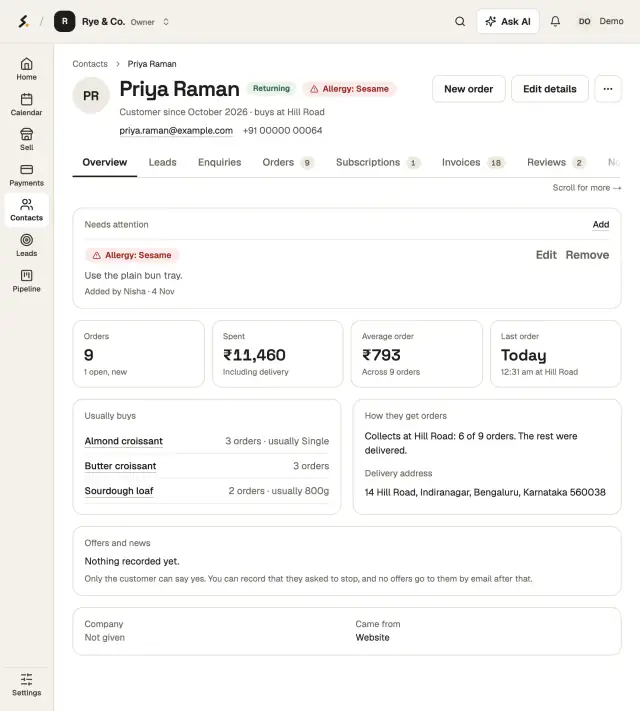 / R Rye & Co. Owner Ask AI DO Demo
Home
Calendar
Sell
Payments
Contacts
Leads
Pipeline
Settings
Contacts > Priya Raman
PR
Priya Raman Returning Allergy: Sesame
New order Edit details ...
Customer since October 2026 · buys at Hill Road
priya.raman@example.com +91 00000 00064
Overview Leads Enquiries Orders 9 Subscriptions 1 Invoices 18 Reviews 2
Scroll for more →
Needs attention Add
Allergy: Sesame Edit Remove
Use the plain bun tray.
Added by Nisha · 4 Nov
Orders
9
1 open, new
Spent
₹11,460
Including delivery
Average order
₹793
Across 9 orders
Last order
Today
12:31 am at Hill Road
Usually buys
Almond croissant 3 orders · usually Single
Butter croissant 3 orders
Sourdough loaf 2 orders · usually 800g
How they get orders
Collects at Hill Road: 6 of 9 orders. The rest were
delivered.
Delivery address
14 Hill Road, Indiranagar, Bengaluru, Karnataka 560038
Offers and news
Nothing recorded yet.
Only the customer can say yes. You can record that they asked to stop, and no offers go to them by email after that.
Company
Not given
Came from
Website